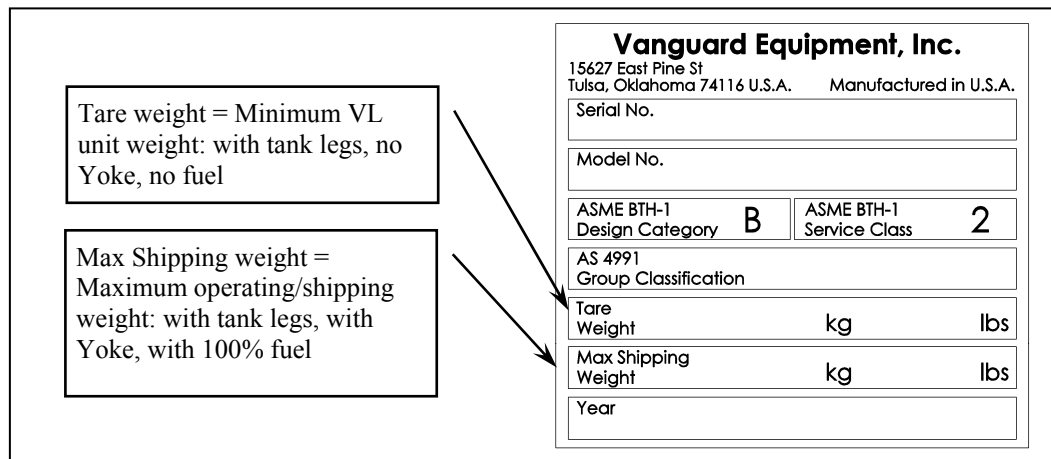 Tare weight = Minimum VL
unit weight: with tank legs, no
Yoke, no fuel
Max Shipping weight =
Maximum operating/shipping
weight: with tank legs, with
Yoke, with 100% fuel
Vanguard Equipment, Inc.
15627 East Pine St
Tulsa, Oklahoma 74116 U.S.A. Manufactured in U.S.A.
Serial No.
Model No.
ASME BTH-1
Design Category B
ASME BTH-1
Service Class 2
AS 4991
Group Classification
Tare
Weight kg lbs
Max Shipping
Weight kg lbs
Year